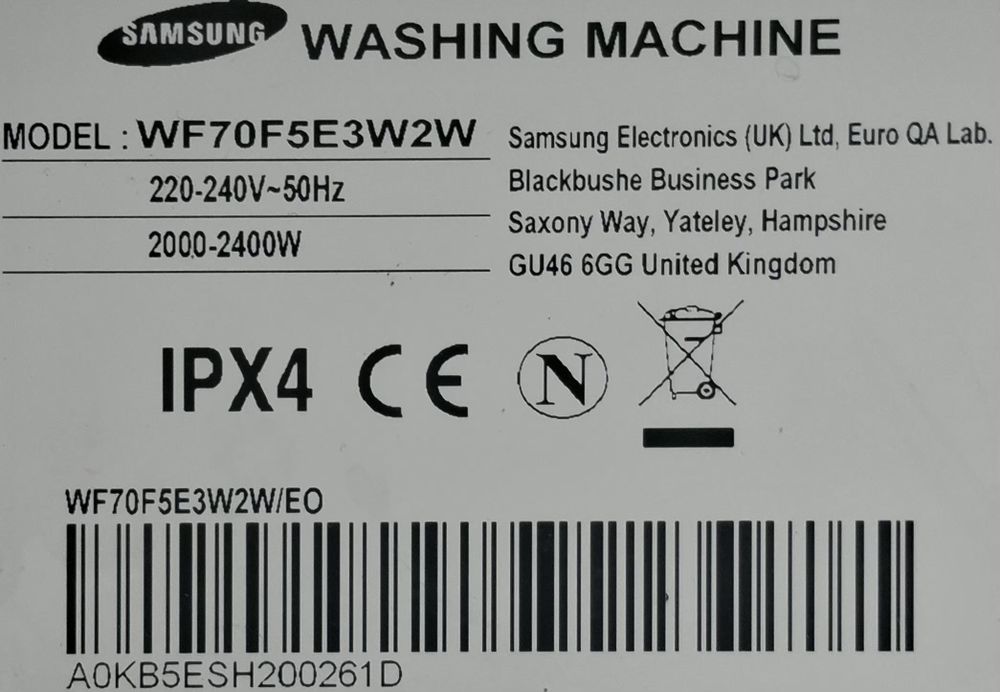 SAMSUNG WASHING MACHINE
MODEL : WF70F5E3W2W
220-240V~50Hz
2000-2400W
Samsung Electronics (UK) Ltd, Euro QA Lab.
Blackbushe Business Park
Saxony Way, Yateley, Hampshire
GU46 6GG United Kingdom
IPX4 CE N
WF70F5E3W2W/EO
A0KB5ESH200261D